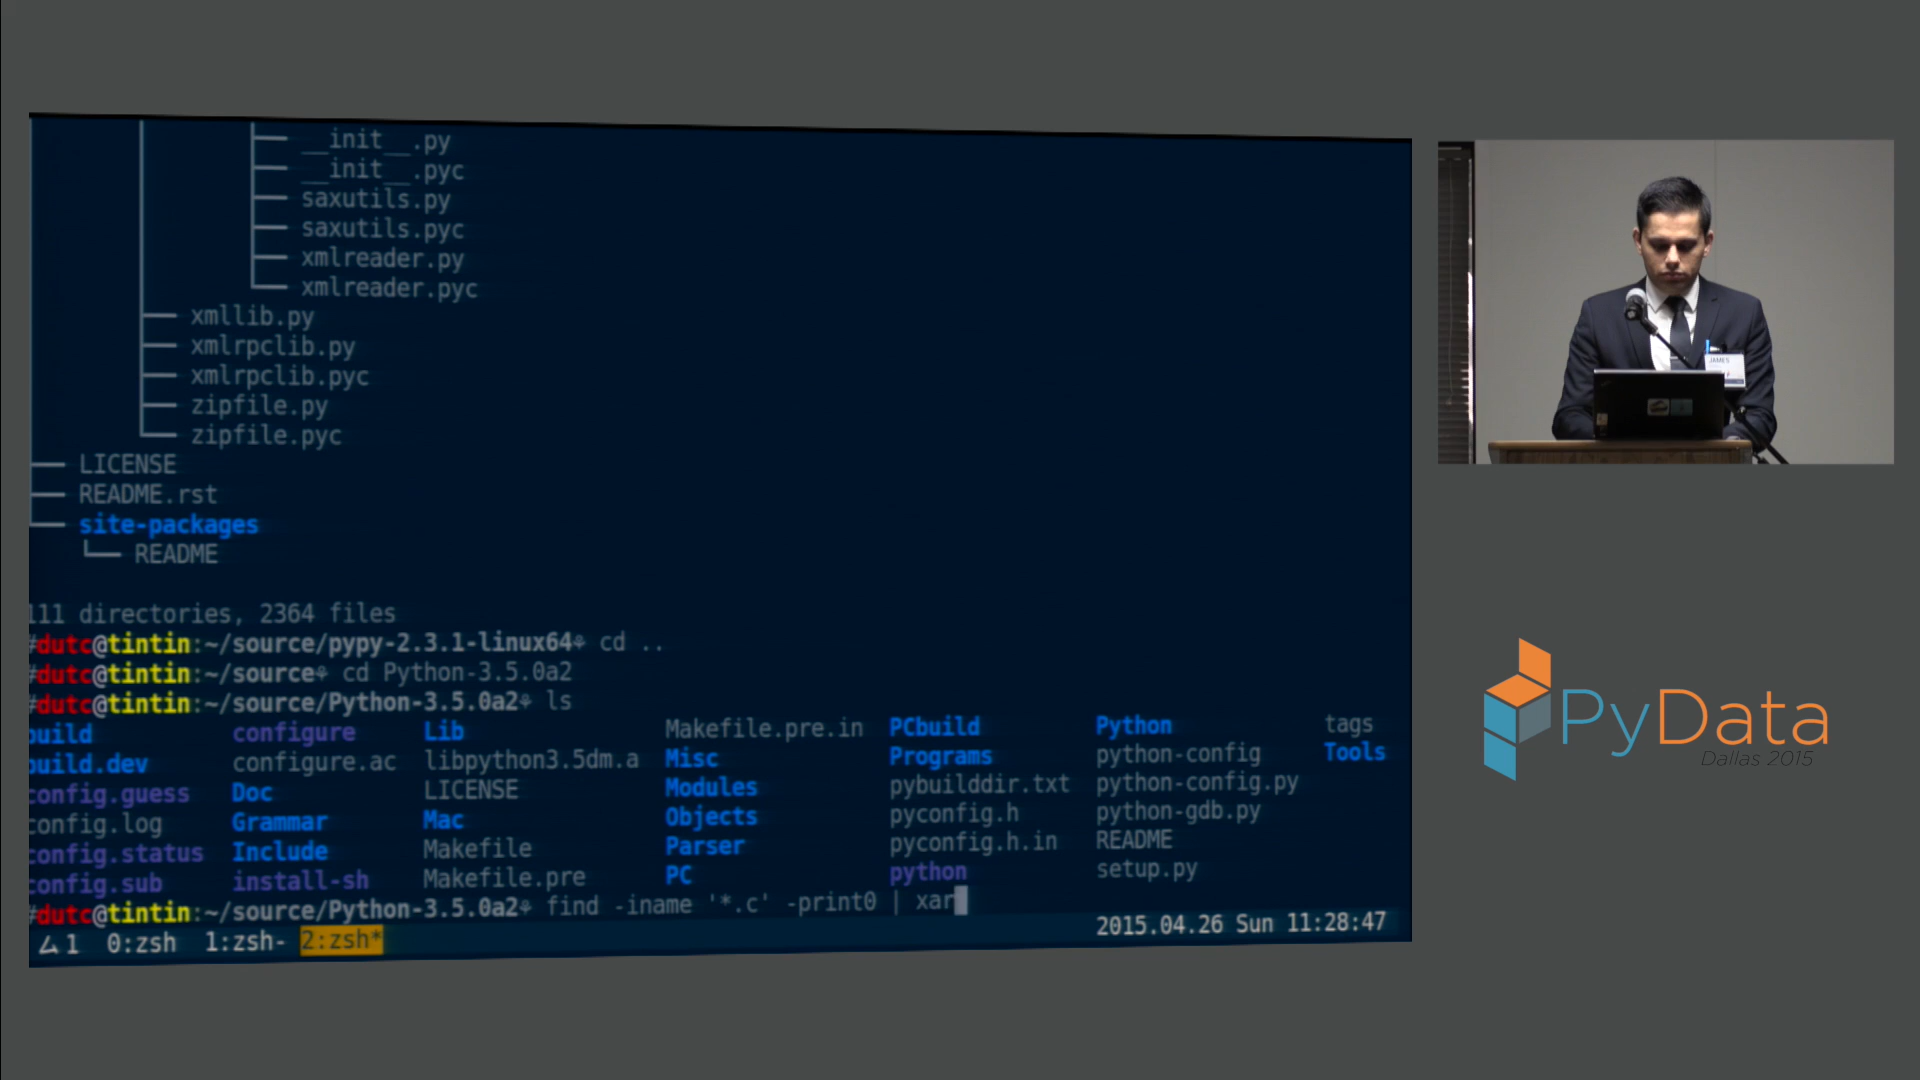 __init__.py
__init__.pyc
saxutils.py
saxutils.pyc
xmlreader.py
xmlreader.pyc
xmllib.py
xmlrpclib.py
xmlrpclib.pyc
zipfile.py
zipfile.pyc
LICENSE
README.rst
site-packages
README
111 directories, 2364 files
#dutc@tintin:~/source/pypy-2.3.1-linux64 cd ..
#dutc@tintin:~/source cd Python-3.5.0a2
#dutc@tintin:~/source/Python-3.5.0a2 ls
build configure Lib Makefile.pre.in PCbuild Python tags
build.dev configure.ac libpython3.5dm.a Misc Programs python-config Tools
config.guess Doc LICENSE Modules pybuilddir.txt python-config.py
config.log Grammar Mac Objects pyconfig.h python-gdb.py
config.status Include Makefile Parser pyconfig.h.in README
config.sub install-sh Makefile.pre PC python setup.py
#dutc@tintin:~/source/Python-3.5.0a2 find -iname '*.c' -print0 | xar
1 0:zsh 1:zsh- 2:zsh* 2015.04.26 Sun 11:28:47
JAMES
PyData
Dallas 2015